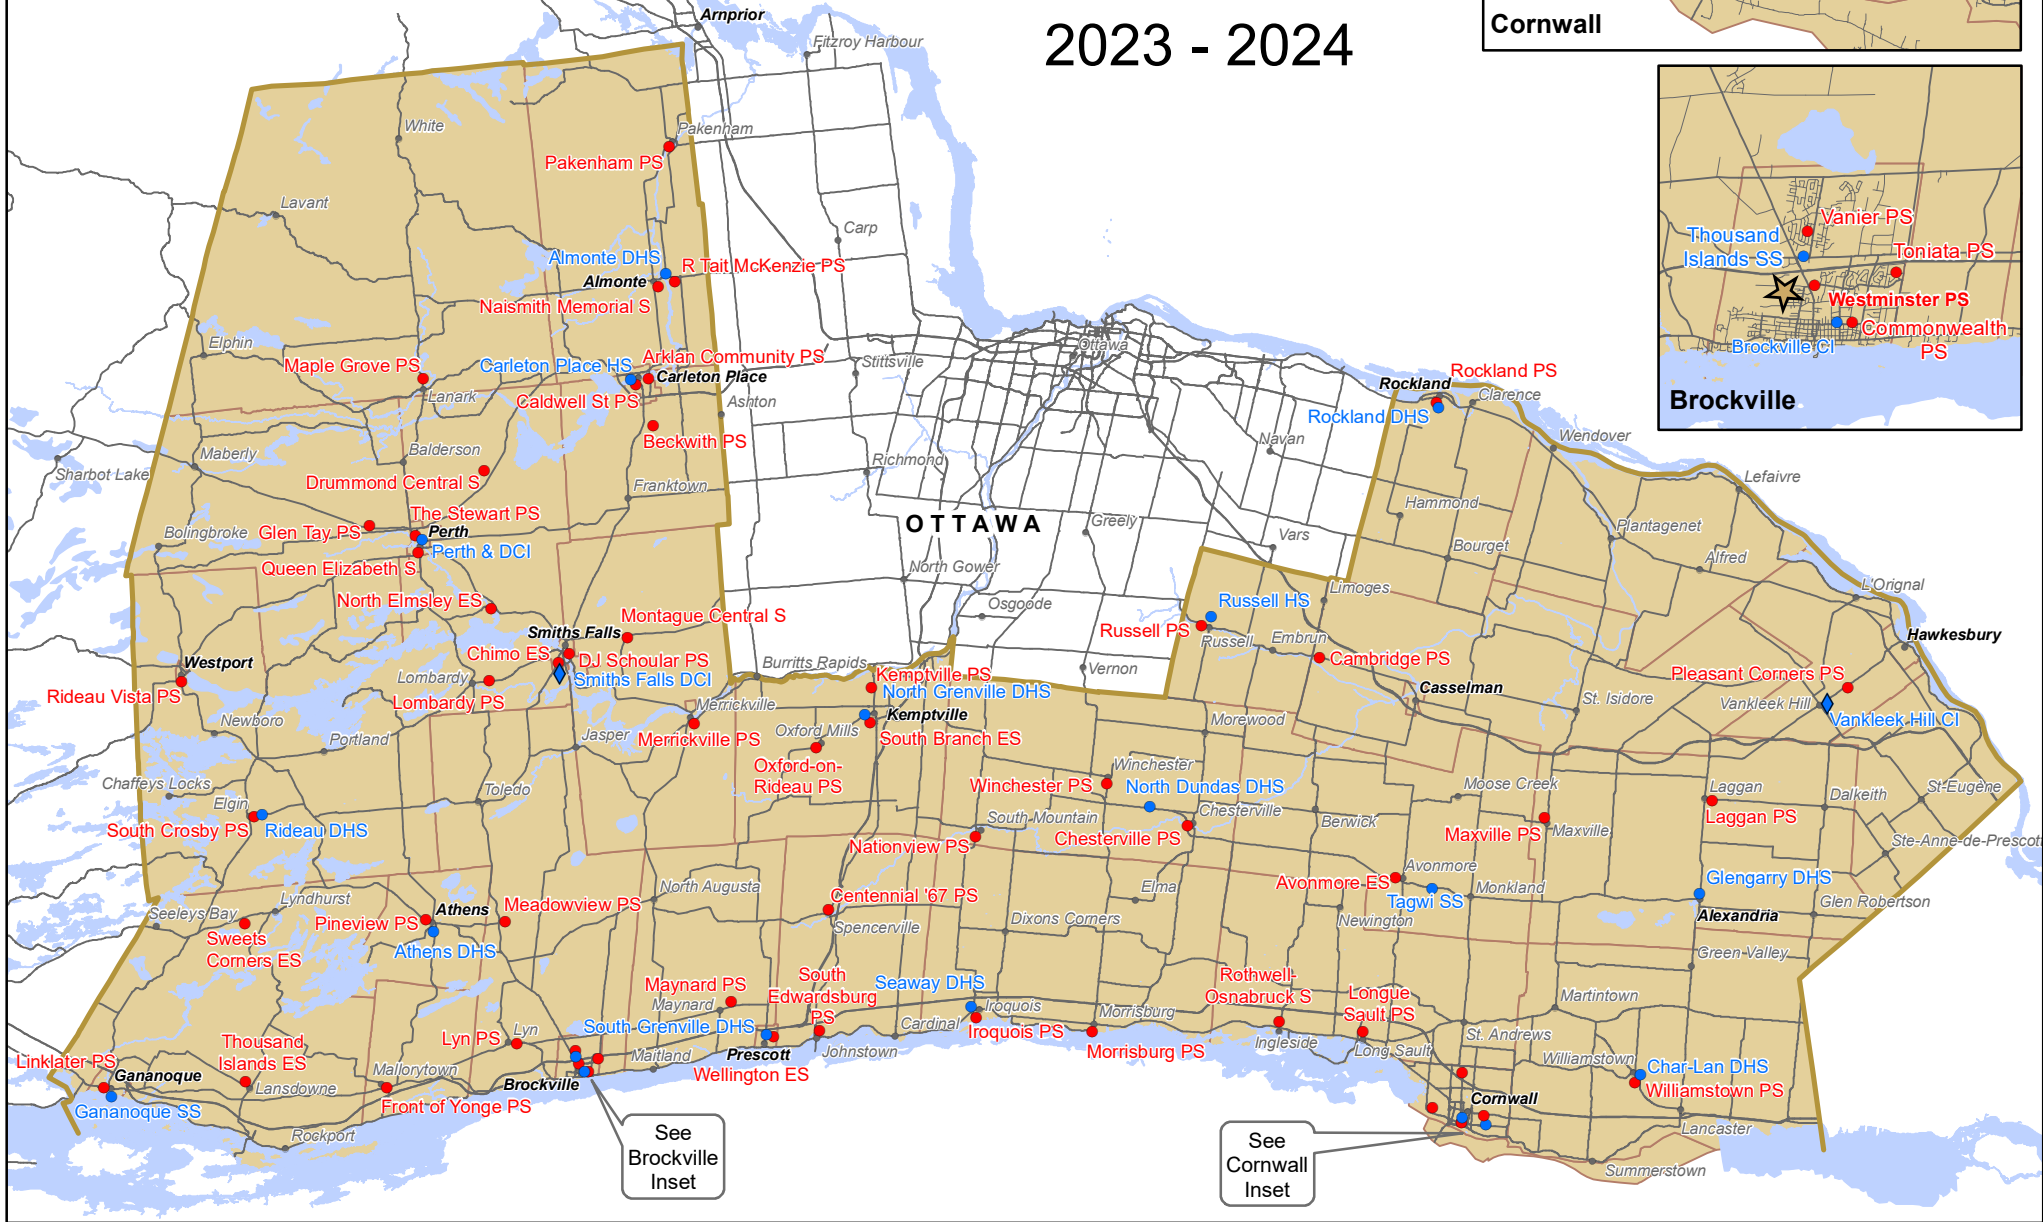 2023 - 2024
Cornwall
Arnprior
Fitzroy Harbour
White
Pakenham
Pakenham PS
Lavant
Carp
Almonte DHS
R Tait McKenzie PS
Almonte
Naismith Memorial S
Elphin
Maple Grove PS
Carleton Place HS
Arklan Community PS
Carleton Place
Stittsville
Ottawa
Lanark
Caldwell St PS
Ashton
Beckwith PS
Maberly
Balderson
Sharbot Lake
Drummond Central S
Richmond
Franktown
The Stewart PS
Glen Tay PS
Perth
Perth & DCI
Bolingbroke
Queen Elizabeth S
OTTAWA
Greely
North Gower
Osgoode
Vernon
Navan
Vars
Rockland PS
Rockland
Rockland DHS
Clarence
Wendover
Lefaivre
Hammond
Bourget
Plantagenet
Alfred
L'Orignal
Hawkesbury
Limoges
Russell HS
Russell PS
Russell
Embrun
Cambridge PS
Casselman
St. Isidore
Pleasant Corners PS
Vankleek Hill
Vankleek Hill CI
North Elmsley ES
Montague Central S
Smiths Falls
Chimo ES
DJ Schoular PS
Smiths Falls DCI
Westport
Rideau Vista PS
Lombardy
Lombardy PS
Burritts Rapids
Kemptville PS
North Grenville DHS
Kemptville
South Branch ES
Merrickville
Merrickville PS
Oxford Mills
Oxford-on-
Rideau PS
Newboro
Portland
Jasper
Morewood
Chaffeys Locks
Elgin
South Crosby PS
Rideau DHS
Toledo
Winchester
Winchester PS
North Dundas DHS
Chesterville
Chesterville PS
South Mountain
Nationview PS
Berwick
Moose Creek
Maxville PS
Maxville
Laggan
Laggan PS
Dalkeith
St-Eugène
Ste-Anne-de-Prescott
North Augusta
Centennial '67 PS
Spencerville
Elma
Dixons Corners
Avonmore
Avonmore ES
Tagwi SS
Monkland
Newington
Glengarry DHS
Alexandria
Glen Robertson
Green Valley
Seeleys Bay
Lyndhurst
Sweets
Corners ES
Pineview PS
Athens
Athens DHS
Meadowview PS
Maynard PS
Maynard
South
Edwardsburg
PS
Seaway DHS
Iroquois
Iroquois PS
Cardinal
Morrisburg
Morrisburg PS
Rothwell-
Osnabruck S
Ingleside
Longue
Sault PS
Long Sault
St. Andrews
Martintown
Williamstown
Char-Lan DHS
Williamstown PS
Cornwall
Lancaster
Summerstown
South Grenville DHS
Prescott
Wellington ES
Johnstown
Maitland
Lyn
Lyn PS
Brockville
Linklater PS
Gananoque
Gananoque SS
Thousand
Islands ES
Lansdowne
Mallorytown
Front of Yonge PS
Rockport
See
Brockville
Inset
See
Cornwall
Inset
Vanier PS
Thousand
Islands SS
Toniata PS
Westminster PS
Commonwealth
PS
Brockville CI
Brockville